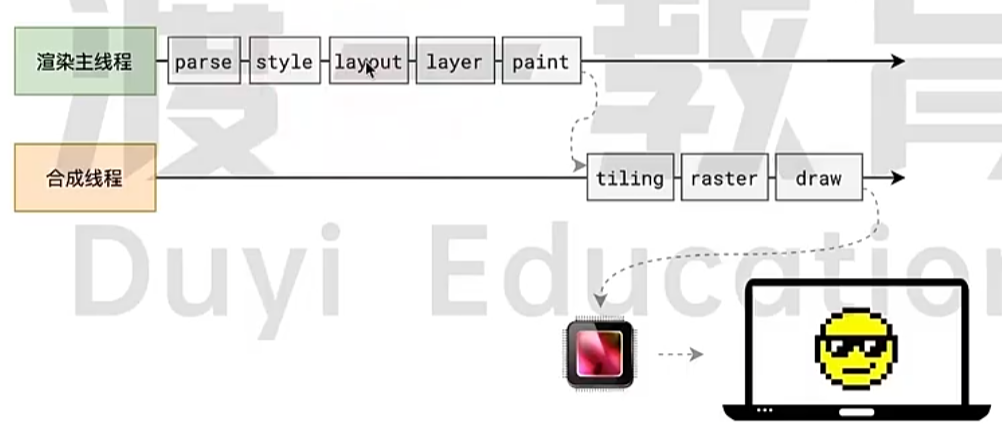 渲染主线程 parse style layout layer paint
合成线程 tiling raster draw
渡 教育
Duyi Education